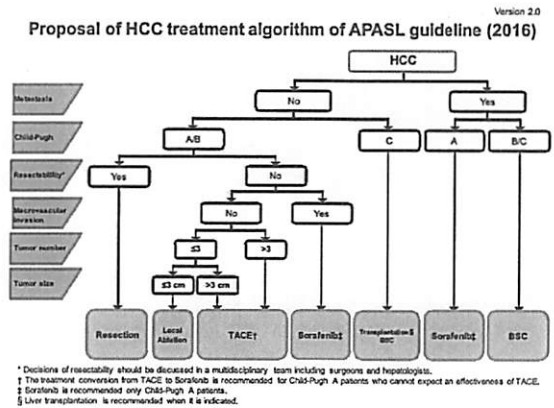 Version 2.0
Proposal of HCC treatment algorithm of APASL guideline (2016)
HCC
Metastasis
No
Yes
Child-Pugh
A/B
C
A
B/C
Resectability*
Yes
No
Macrovascular
invasion
No
Yes
Tumor number
≤3
>3
Tumor size
≤3 cm
>3 cm
Resection
Local
Ablation
TACE†
Sorafenib‡
Transplantation§
BSC
Sorafenib‡
BSC
* Decisions of resectability should be discussed in a multidisciplinary team including surgeons and hepatologists.
† The treatment conversion from TACE to Sorafenib is recommended for Child-Pugh A patients who cannot expect an effectiveness of TACE.
‡ Sorafenib is recommended only Child-Pugh A patients.
§ Liver transplantation is recommended when it is indicated.